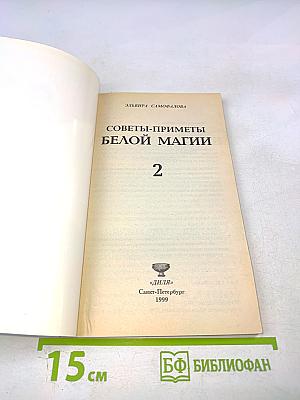 ЭЛЬВИРА САМОФАЛОВА
СОВЕТЫ-ПРИМЕТЫ
БЕЛОЙ МАГИИ
2
«ДИЛЯ»
Санкт-Петербург
1999
15 см
БФ БИБЛИОФАН